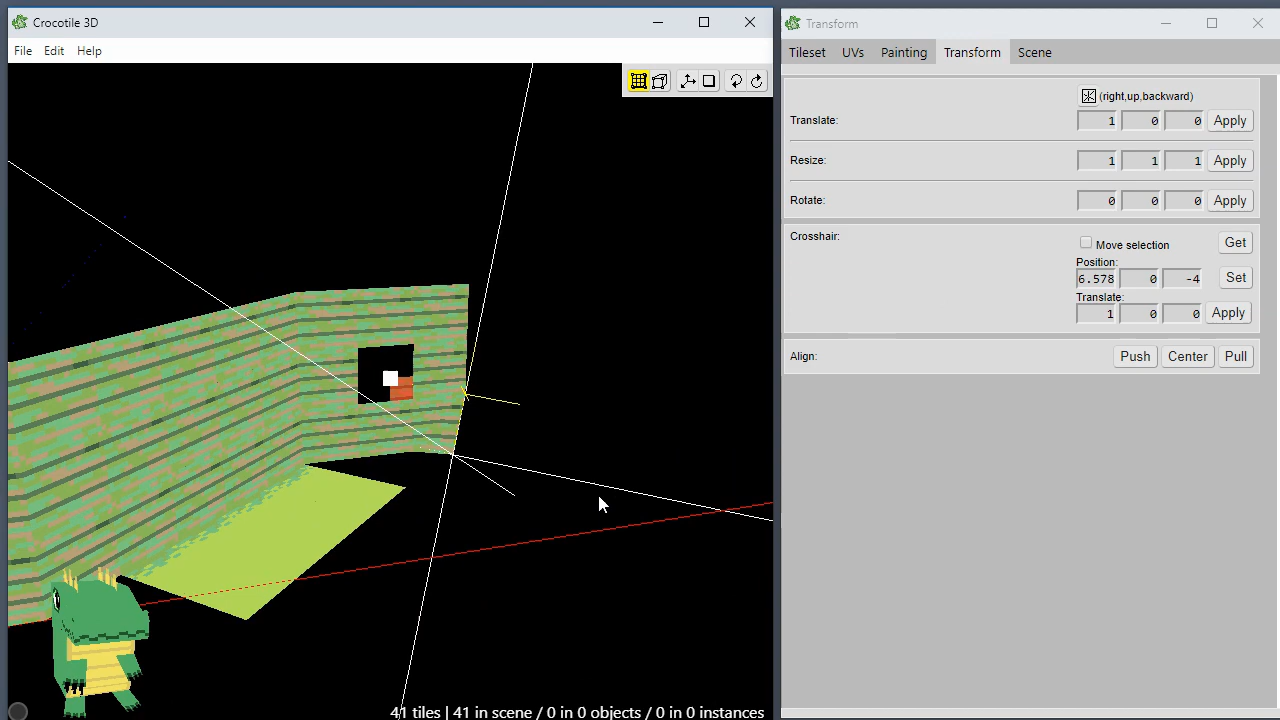 Crocotile 3D
File Edit Help
41 tiles | 41 in scene / 0 in 0 objects / 0 in 0 instances
Transform
Tileset UVs Painting Transform Scene
(right,up,backward)
Translate: 1 0 0 Apply
Resize: 1 1 1 Apply
Rotate: 0 0 0 Apply
Crosshair: Move selection Get
Position:
6.578 0 -4 Set
Translate:
1 0 0 Apply
Align: Push Center Pull